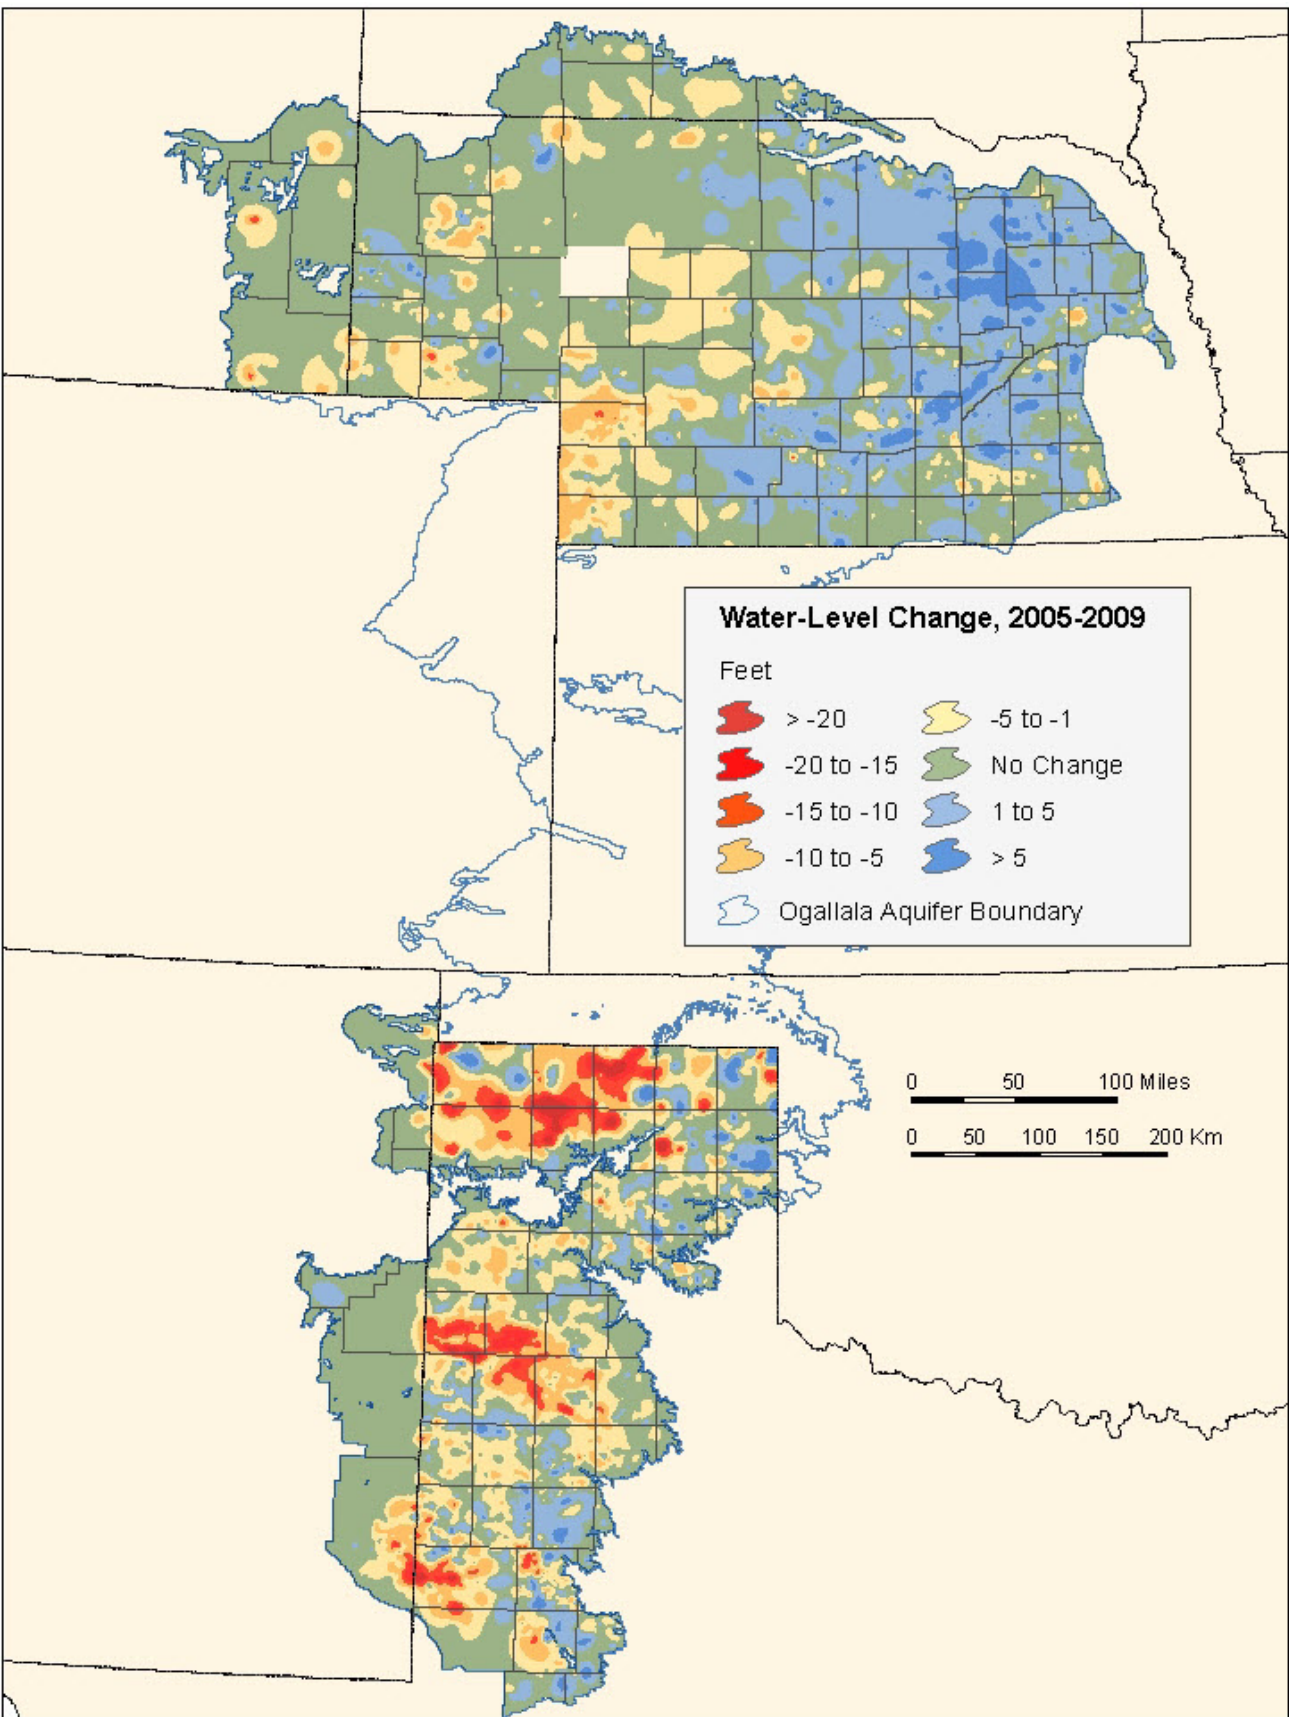 Water-Level Change, 2005-2009
Feet
> -20
-5 to -1
-20 to -15
No Change
-15 to -10
1 to 5
-10 to -5
> 5
Ogallala Aquifer Boundary
0 50 100 Miles
0 50 100 150 200 Km